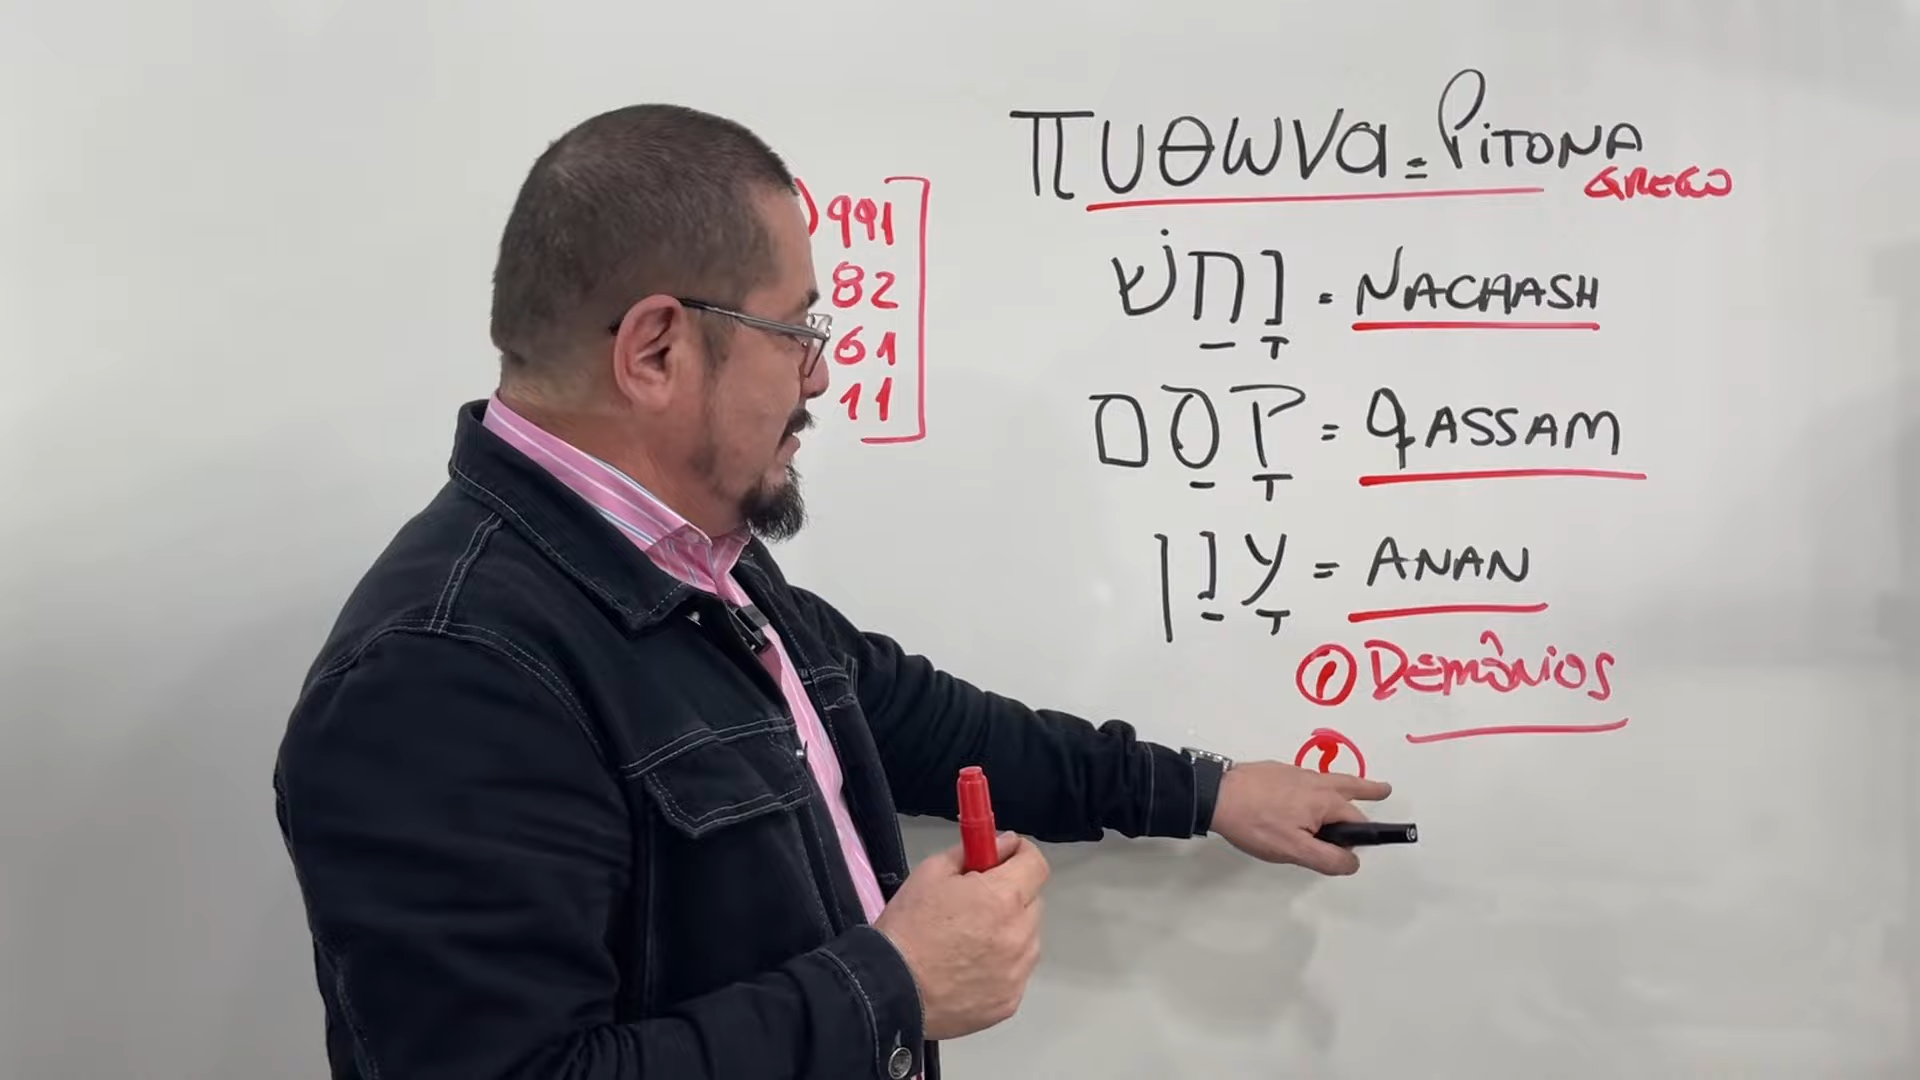 πυθωνα = PITONA
GREGO
נָחַשׁ = NACHASH
קָסַם = QASSAM
עָנַן = ANAN
1 DEMÔNIOS
2
991
82
61
11